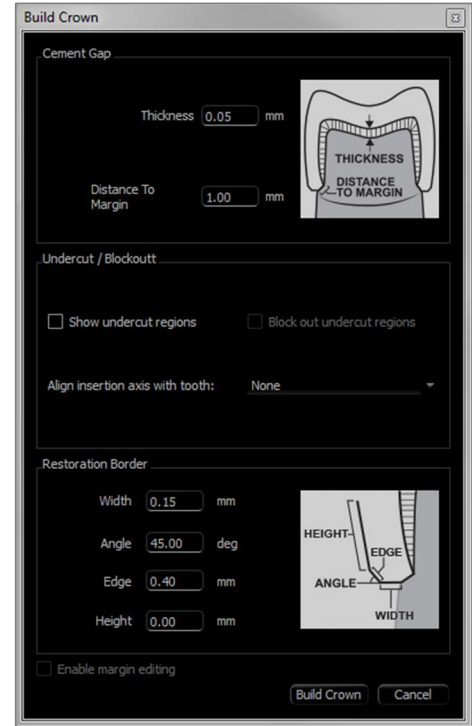 Build Crown
Cement Gap
Thickness 0.05 mm
THICKNESS
DISTANCE
TO MARGIN
Distance To
Margin 1.00 mm
Undercut / Blockoutt
Show undercut regions Block out undercut regions
Align insertion axis with tooth: None
Restoration Border
Width 0.15 mm
Angle 45.00 deg
Edge 0.40 mm
Height 0.00 mm
HEIGHT
EDGE
ANGLE
WIDTH
Enable margin editing
Build Crown Cancel